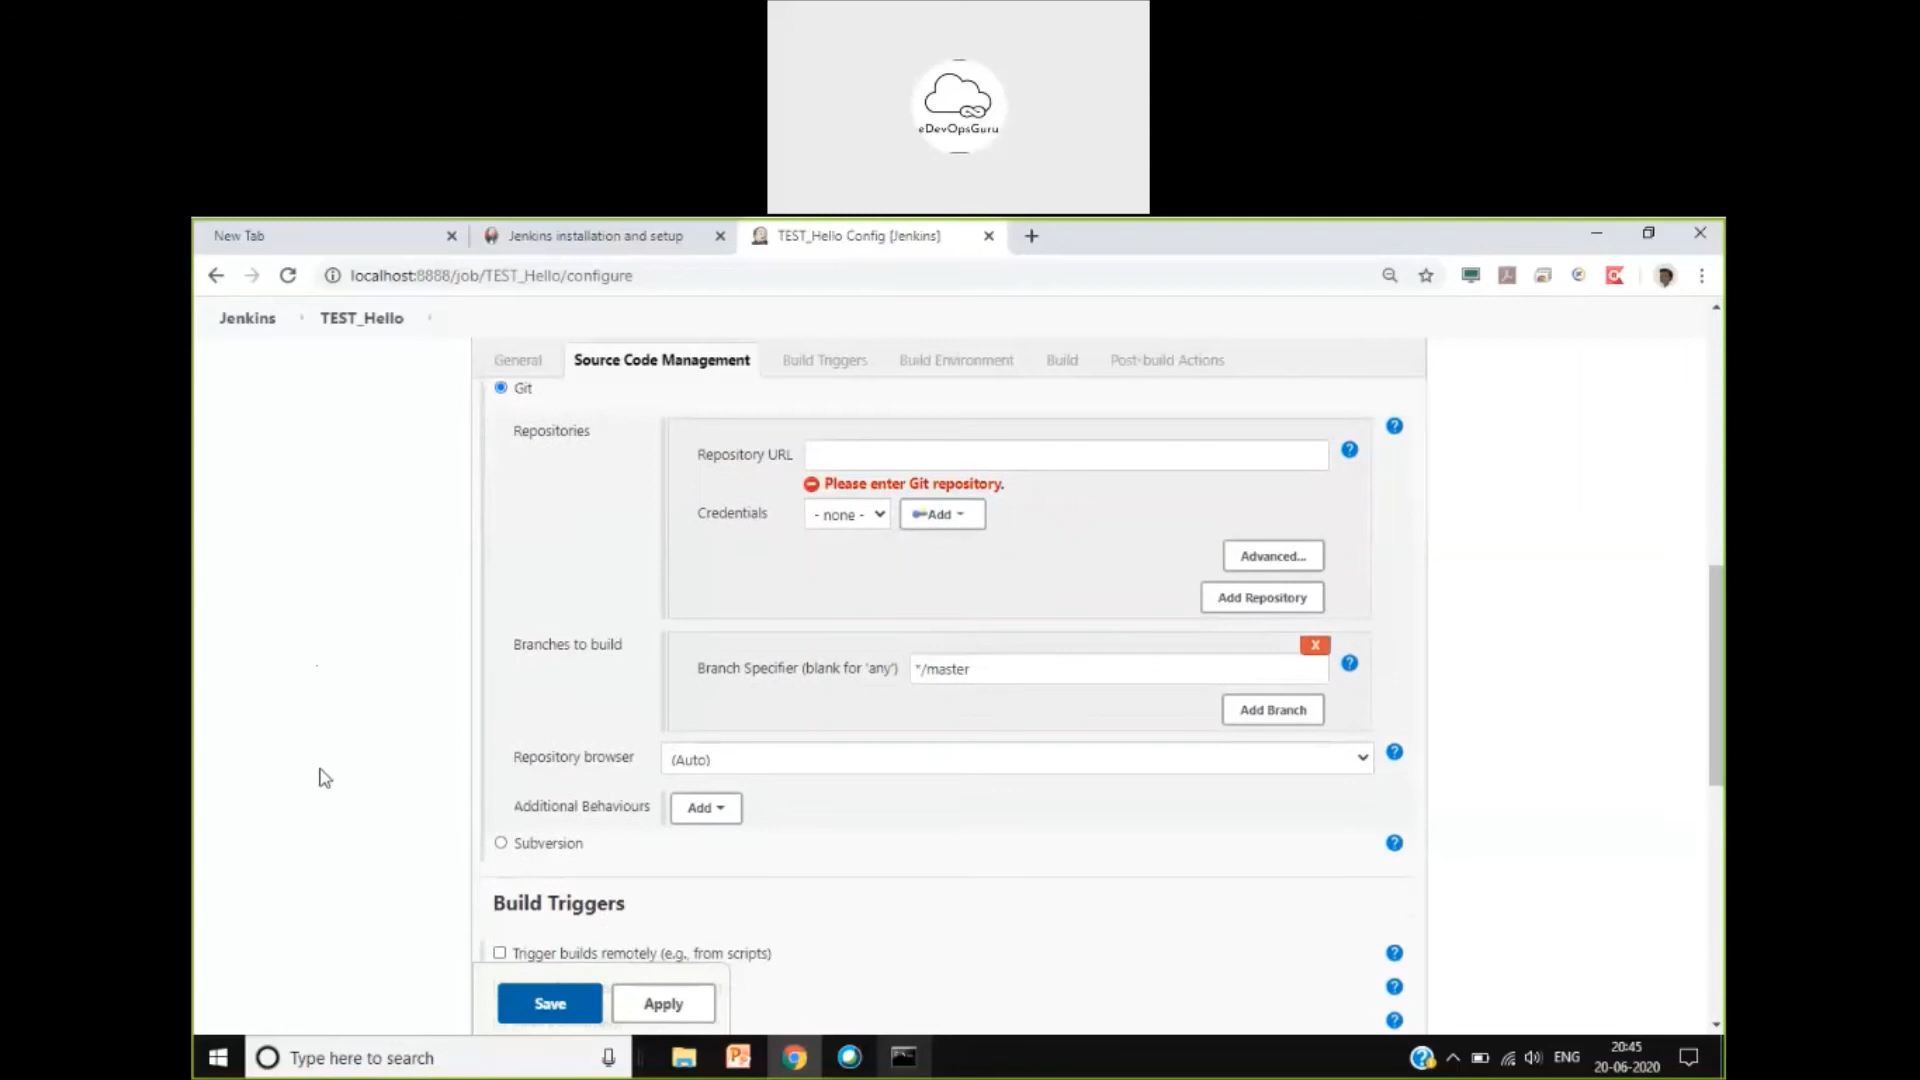 eDevOpsGuru
New Tab
Jenkins installation and setup
TEST_Hello Config [Jenkins]
localhost:8888/job/TEST_Hello/configure
Jenkins
TEST_Hello
General
Source Code Management
Build Triggers
Build Environment
Build
Post-build Actions
Git
Repositories
Repository URL
Please enter Git repository.
Credentials
- none -
Add
Advanced...
Add Repository
Branches to build
X
Branch Specifier (blank for 'any')
*/master
Add Branch
Repository browser
(Auto)
Additional Behaviours
Add
Subversion
Build Triggers
Trigger builds remotely (e.g., from scripts)
Save
Apply
Type here to search
ENG
20:45
20-06-2020